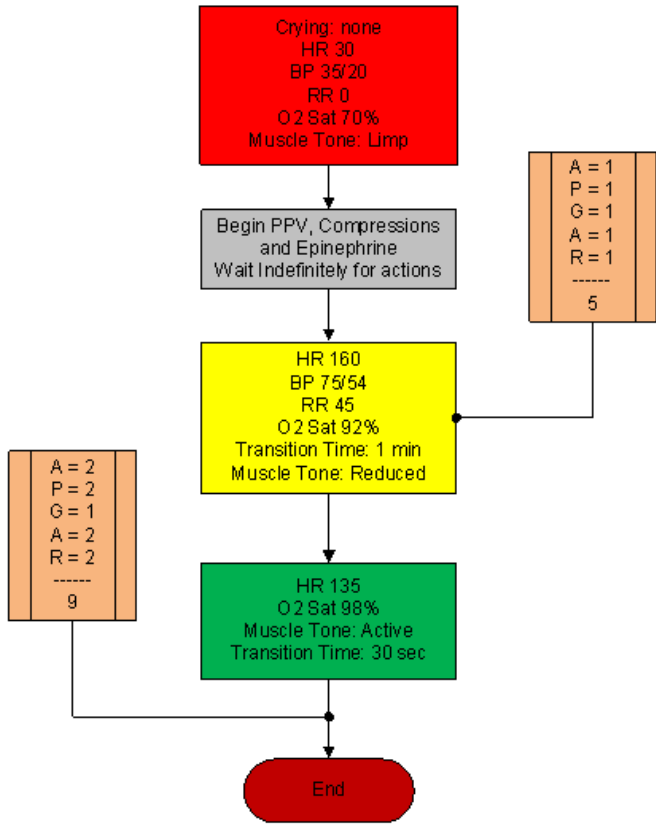 Crying: none
HR 30
BP 35/20
RR 0
O2 Sat 70%
Muscle Tone: Limp
Begin PPV, Compressions
and Epinephrine
Wait Indefinitely for actions
A = 1
P = 1
G = 1
A = 1
R = 1
------
5
HR 160
BP 75/54
RR 45
O2 Sat 92%
Transition Time: 1 min
Muscle Tone: Reduced
A = 2
P = 2
G = 1
A = 2
R = 2
------
9
HR 135
O2 Sat 98%
Muscle Tone: Active
Transition Time: 30 sec
End